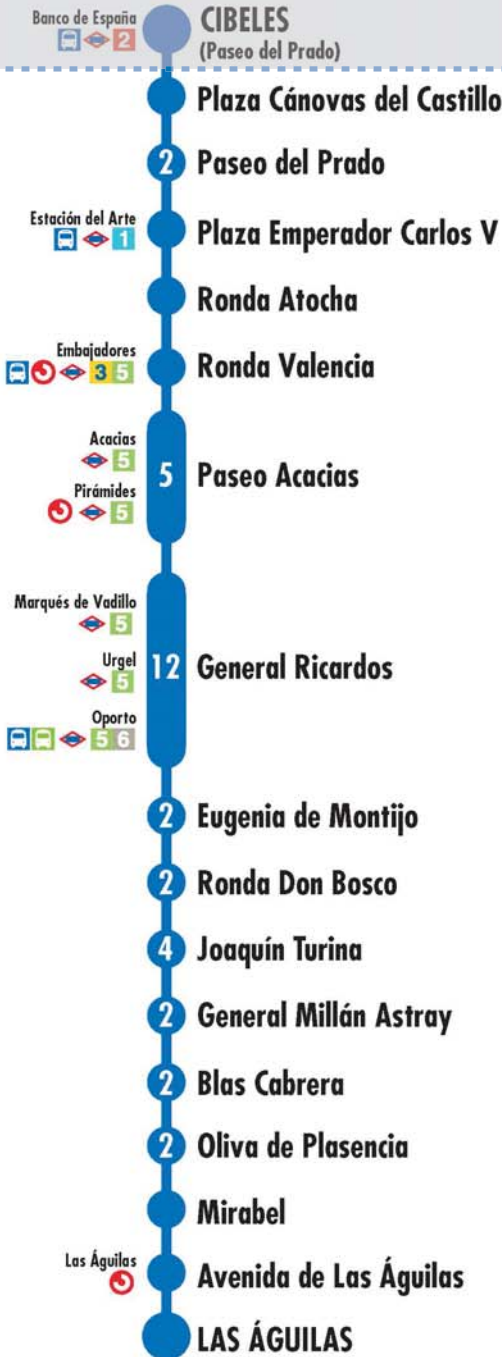 Banco de España
2
CIBELES
(Paseo del Prado)
Plaza Cánovas del Castillo
2 Paseo del Prado
Estación del Arte
1
Plaza Emperador Carlos V
Ronda Atocha
Embajadores
3 5
Ronda Valencia
Acacias
5
Pirámides
5
5 Paseo Acacias
Marqués de Vadillo
5
Urgel
5
Oporto
5 6
12 General Ricardos
2 Eugenia de Montijo
2 Ronda Don Bosco
4 Joaquín Turina
2 General Millán Astray
2 Blas Cabrera
2 Oliva de Plasencia
Mirabel
Las Águilas
Avenida de Las Águilas
LAS ÁGUILAS